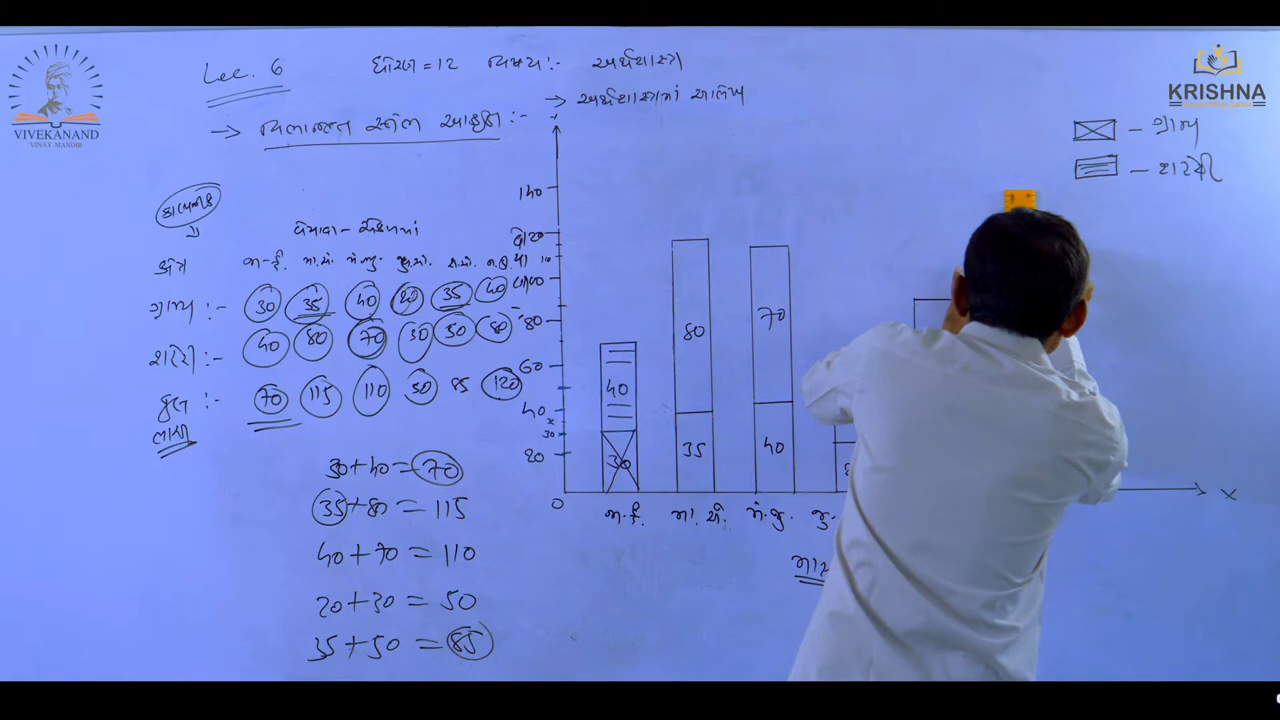 VIVEKANAND
VINAY MANDIR
KRISHNA
Lec. 6 ધોરણ = 12 વિષય :- અર્થશાસ્ત્ર
→ અર્થશાસ્ત્રમાં આલેખ
→ વિભાજીત સ્તંભ આકૃતિ :-
- ગ્રામ્ય
- શહેરી
કાલ્પનિક
ક્ષેત્ર જા-ફે. મા.એ. મે.જુ. જુ.ઓ. સ.ઓ. ન.ડિ.
ગ્રામ્ય :- 30 35 40 20 35 40
શહેરી :- 40 80 70 30 50 80
કુલ :- 70 115 110 50 85 120
30+40=70
35+80 = 115
40+70 = 110
20+30 = 50
35+50 = 85
140
120
110
100
80
60
40
30
20
0
40
30
80
35
70
40
જા.ફે. મા.એ. મે.જુ. જુ.
X